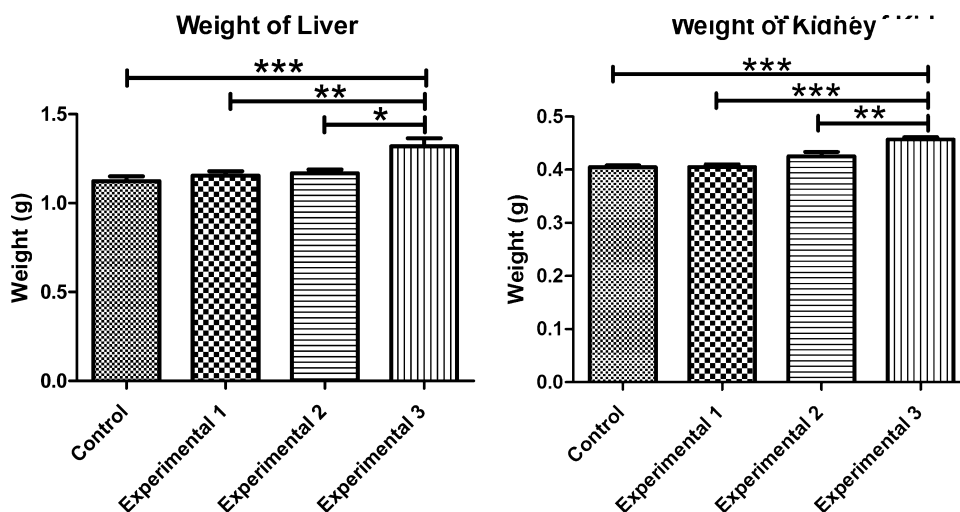 Weight of Liver
***
**
*
Weight (g)
1.5
1.0
0.5
0.0
Control
Experimental 1
Experimental 2
Experimental 3
Weight of Kidney
***
***
**
Weight (g)
0.5
0.4
0.3
0.2
0.1
0.0
Control
Experimental 1
Experimental 2
Experimental 3